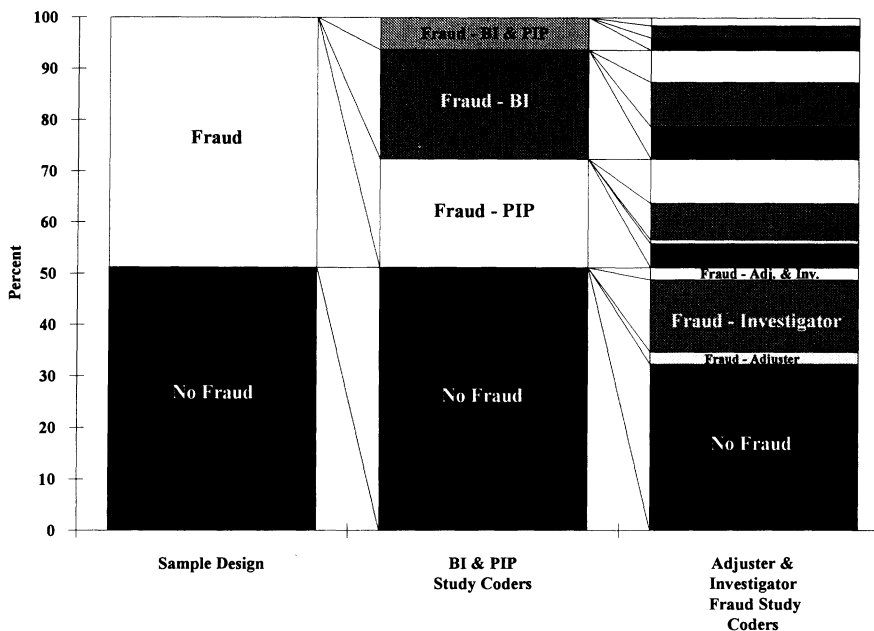 100
90
80
70
60
50
40
30
20
10
0
Percent
Fraud
No Fraud
Fraud - BI & PIP
Fraud - BI
Fraud - PIP
No Fraud
Fraud - Adj. & Inv.
Fraud - Investigator
Fraud - Adjuster
No Fraud
Sample Design
BI & PIP
Study Coders
Adjuster &
Investigator
Fraud Study
Coders